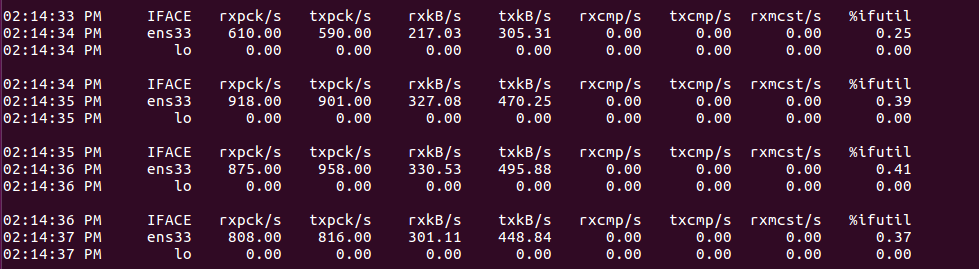 02:14:33 PM IFACE rxpck/s txpck/s rxkB/s txkB/s rxcmp/s txcmp/s rxmcst/s %ifutil
02:14:34 PM ens33 610.00 590.00 217.03 305.31 0.00 0.00 0.00 0.25
02:14:34 PM lo 0.00 0.00 0.00 0.00 0.00 0.00 0.00 0.00
02:14:34 PM IFACE rxpck/s txpck/s rxkB/s txkB/s rxcmp/s txcmp/s rxmcst/s %ifutil
02:14:35 PM ens33 918.00 901.00 327.08 470.25 0.00 0.00 0.00 0.39
02:14:35 PM lo 0.00 0.00 0.00 0.00 0.00 0.00 0.00 0.00
02:14:35 PM IFACE rxpck/s txpck/s rxkB/s txkB/s rxcmp/s txcmp/s rxmcst/s %ifutil
02:14:36 PM ens33 875.00 958.00 330.53 495.88 0.00 0.00 0.00 0.41
02:14:36 PM lo 0.00 0.00 0.00 0.00 0.00 0.00 0.00 0.00
02:14:36 PM IFACE rxpck/s txpck/s rxkB/s txkB/s rxcmp/s txcmp/s rxmcst/s %ifutil
02:14:37 PM ens33 808.00 816.00 301.11 448.84 0.00 0.00 0.00 0.37
02:14:37 PM lo 0.00 0.00 0.00 0.00 0.00 0.00 0.00 0.00